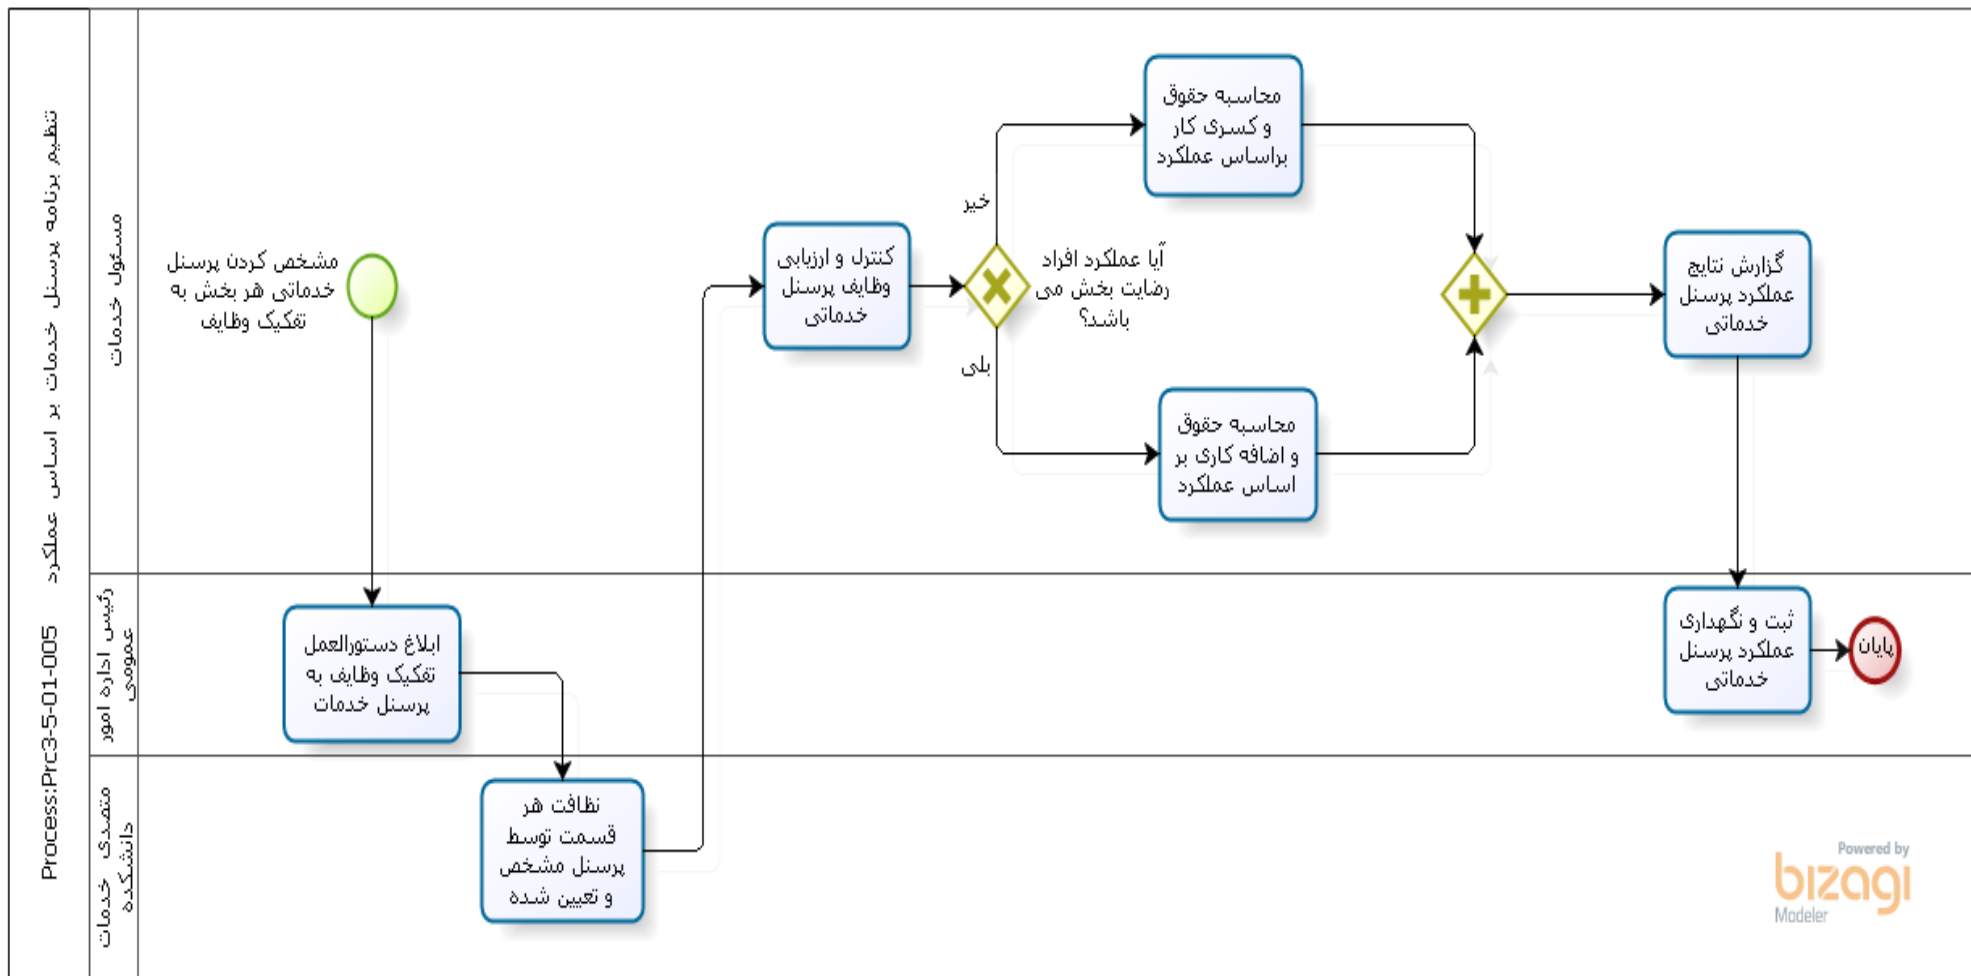 تنظیم برنامه پرسنل خدمات بر اساس عملکرد
Process:Prc3-5-01-005
مسئول خدمات
مشخص کردن پرسنل
خدماتی هر بخش به
تفکیک وظایف
کنترل و ارزیابی
وظایف پرسنل
خدماتی
خیر
آیا عملکرد افراد
رضایت بخش می
باشد؟
بلی
محاسبه حقوق
و کسری کار
براساس عملکرد
محاسبه حقوق
و اضافه کاری بر
اساس عملکرد
گزارش نتایج
عملکرد پرسنل
خدماتی
رئیس اداره امور
عمومی
ابلاغ دستورالعمل
تفکیک وظایف به
پرسنل خدمات
ثبت و نگهداری
عملکرد پرسنل
خدماتی
پایان
متصدی خدمات
دانشکده
نظافت هر
قسمت توسط
پرسنل مشخص
و تعیین شده
Powered by
bizagi
Modeler